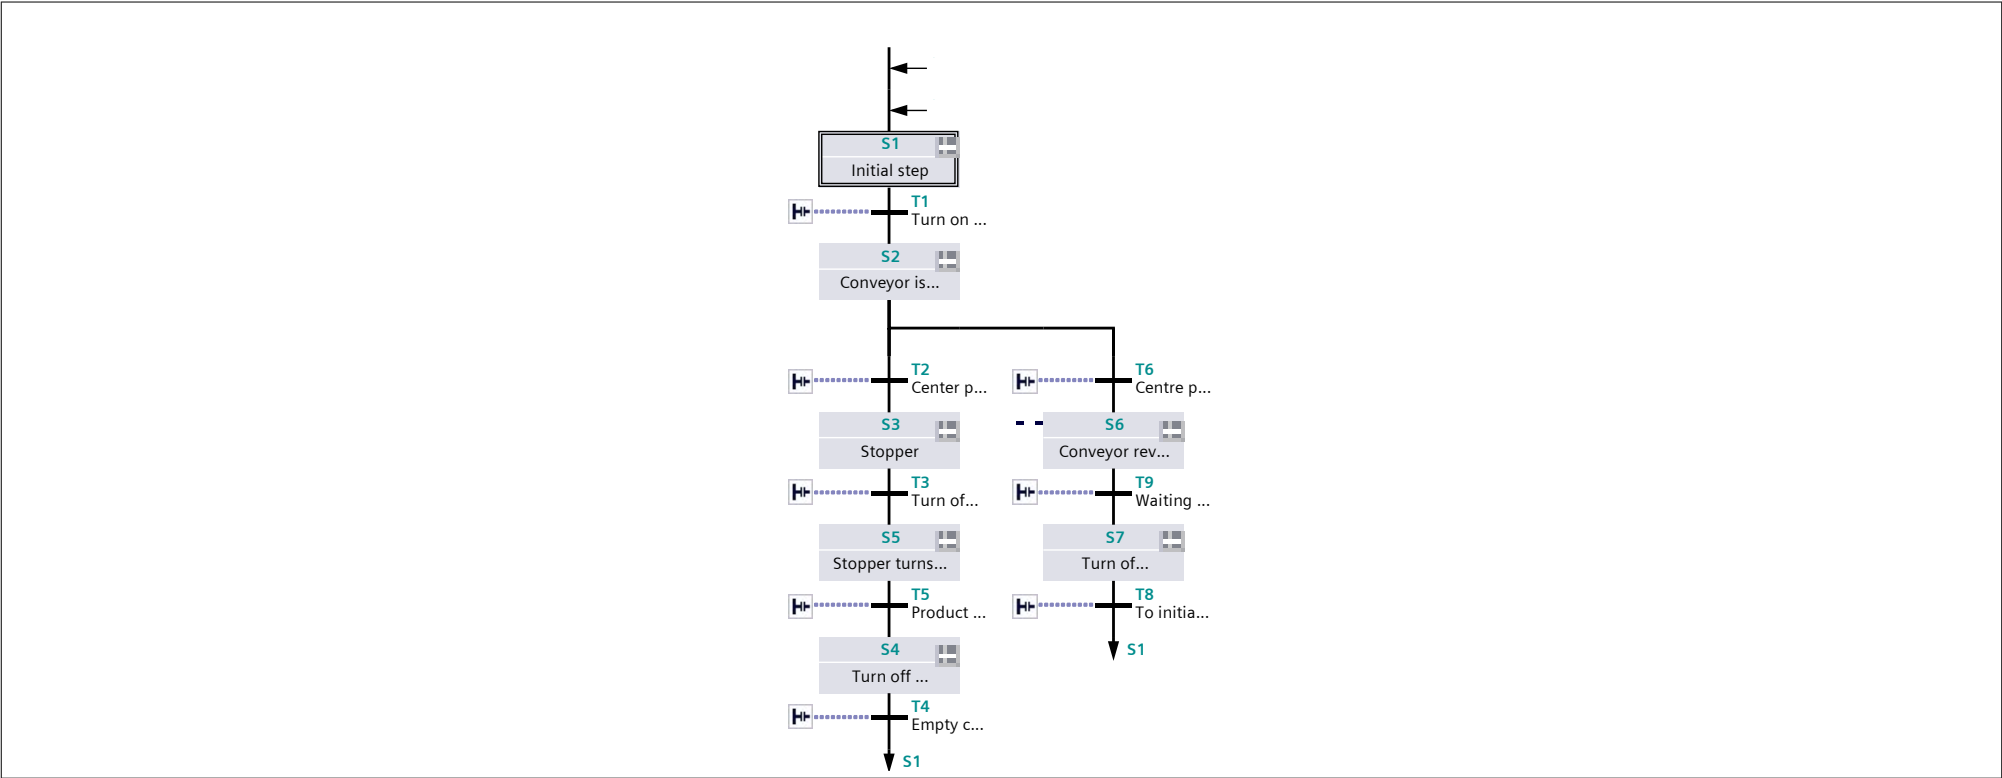 S1
Initial step
T1
Turn on ...
S2
Conveyor is...
T2
Center p...
T6
Centre p...
S3
Stopper
S6
Conveyor rev...
T3
Turn of...
T9
Waiting ...
S5
Stopper turns...
S7
Turn of...
T5
Product ...
T8
To initia...
S4
Turn off ...
S1
T4
Empty c...
S1